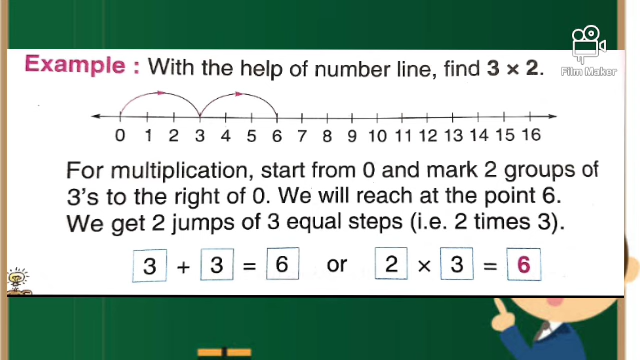 Example : With the help of number line, find 3 × 2.
Film Maker
0 1 2 3 4 5 6 7 8 9 10 11 12 13 14 15 16
For multiplication, start from 0 and mark 2 groups of
3's to the right of 0. We will reach at the point 6.
We get 2 jumps of 3 equal steps (i.e. 2 times 3).
3 + 3 = 6 or 2 × 3 = 6